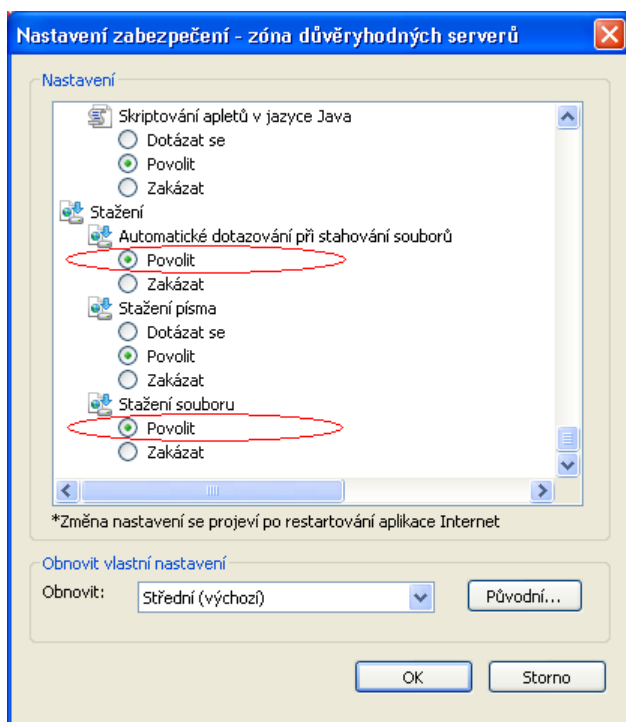 Nastavení zabezpečení - zóna důvěryhodných serverů
Nastavení
Skriptování apletů v jazyce Java
Dotázat se
Povolit
Zakázat
Stažení
Automatické dotazování při stahování souborů
Povolit
Zakázat
Stažení písma
Dotázat se
Povolit
Zakázat
Stažení souboru
Povolit
Zakázat
*Změna nastavení se projeví po restartování aplikace Internet
Obnovit vlastní nastavení
Obnovit: Střední (výchozí) Původní...
OK Storno